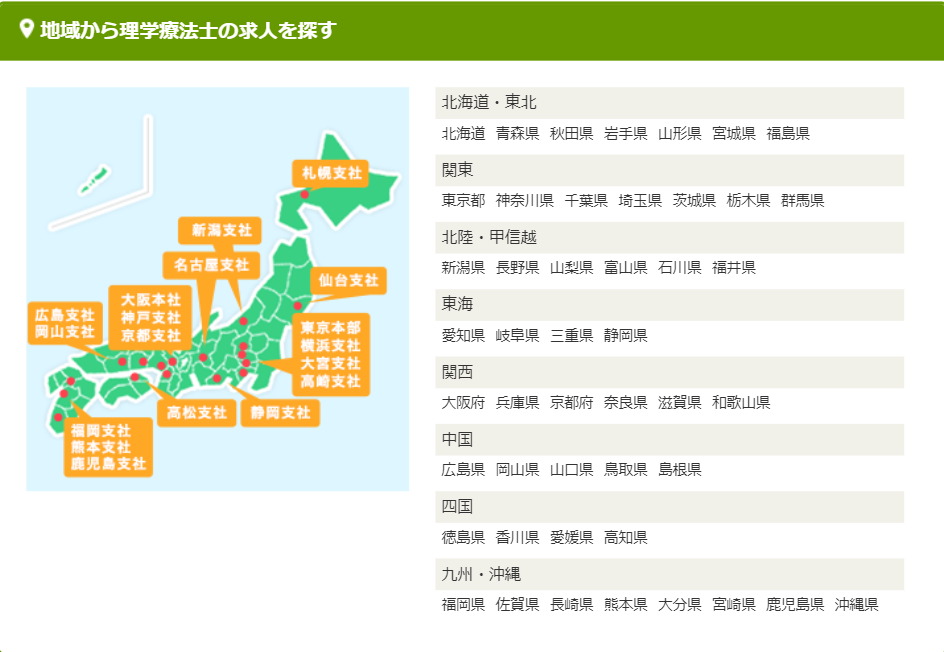 地域から理学療法士の求人を探す
札幌支社
新潟支社
名古屋支社
仙台支社
広島支社
岡山支社
大阪本社
神戸支社
京都支社
東京本部
横浜支社
大宮支社
高崎支社
高松支社
静岡支社
福岡支社
熊本支社
鹿児島支社
北海道・東北
北海道 青森県 秋田県 岩手県 山形県 宮城県 福島県
関東
東京都 神奈川県 千葉県 埼玉県 茨城県 栃木県 群馬県
北陸・甲信越
新潟県 長野県 山梨県 富山県 石川県 福井県
東海
愛知県 岐阜県 三重県 静岡県
関西
大阪府 兵庫県 京都府 奈良県 滋賀県 和歌山県
中国
広島県 岡山県 山口県 鳥取県 島根県
四国
徳島県 香川県 愛媛県 高知県
九州・沖縄
福岡県 佐賀県 長崎県 熊本県 大分県 宮崎県 鹿児島県 沖縄県